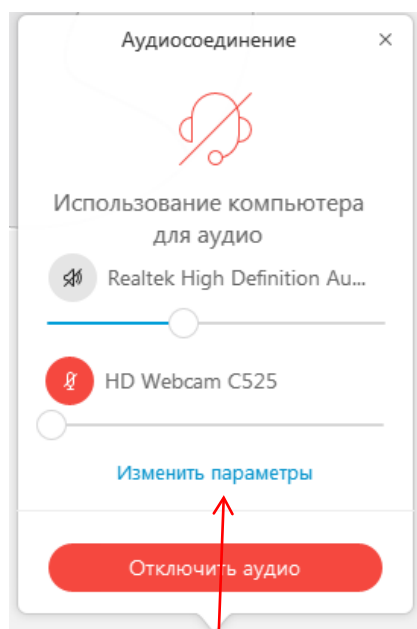 Аудиосоединение
Использование компьютера
для аудио
Realtek High Definition Au...
HD Webcam C525
Изменить параметры
Отключить аудио